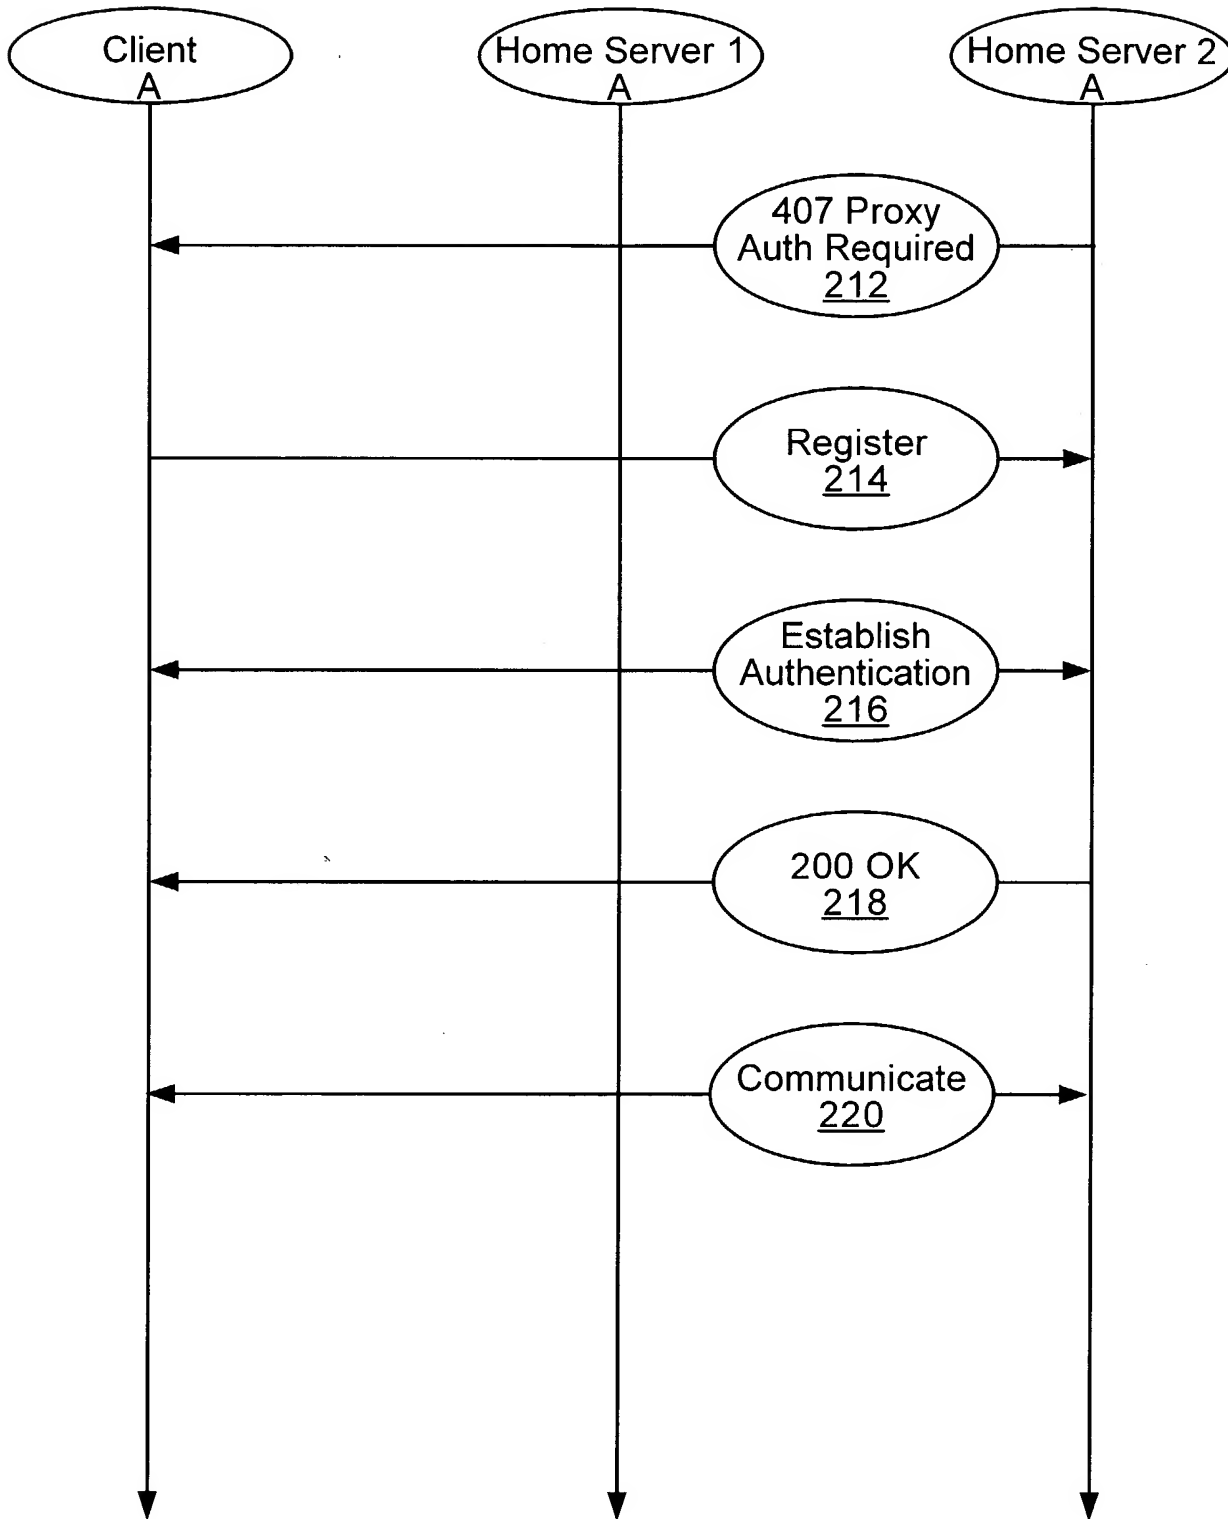 Client
A
Home Server 1
A
Home Server 2
A
407 Proxy
Auth Required
212
Register
214
Establish
Authentication
216
200 OK
218
Communicate
220